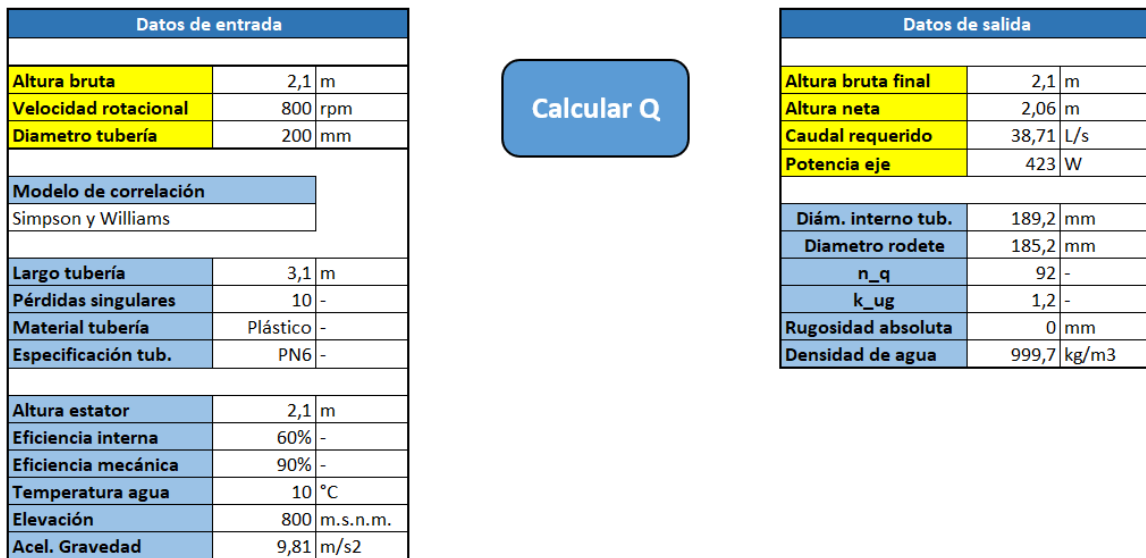 Datos de entrada
Altura bruta 2,1 m
Velocidad rotacional 800 rpm
Diametro tubería 200 mm
Modelo de correlación
Simpson y Williams
Largo tubería 3,1 m
Pérdidas singulares 10 -
Material tubería Plástico -
Especificación tub. PN6 -
Altura estator 2,1 m
Eficiencia interna 60% -
Eficiencia mecánica 90% -
Temperatura agua 10 °C
Elevación 800 m.s.n.m.
Acel. Gravedad 9,81 m/s2
Calcular Q
Datos de salida
Altura bruta final 2,1 m
Altura neta 2,06 m
Caudal requerido 38,71 L/s
Potencia eje 423 W
Diám. interno tub. 189,2 mm
Diametro rodete 185,2 mm
n_q 92 -
k_ug 1,2 -
Rugosidad absoluta 0 mm
Densidad de agua 999,7 kg/m3